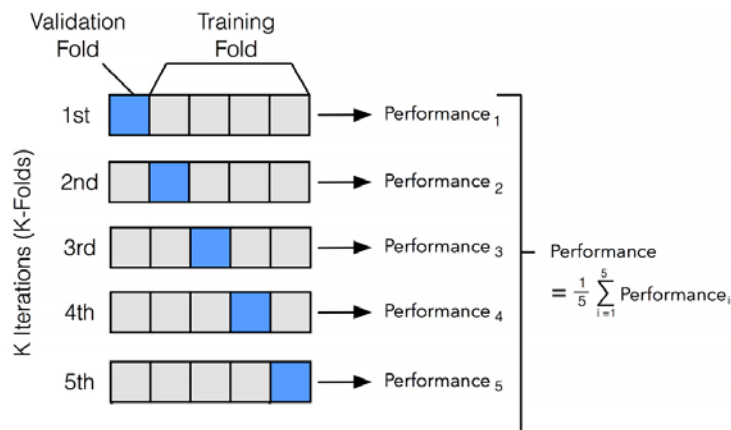 Validation
Fold
Training
Fold
K Iterations (K-Folds)
1st
Performance 1
2nd
Performance 2
3rd
Performance 3
4th
Performance 4
5th
Performance 5
Performance
= 1/5 5 ∑ i=1 Performance i